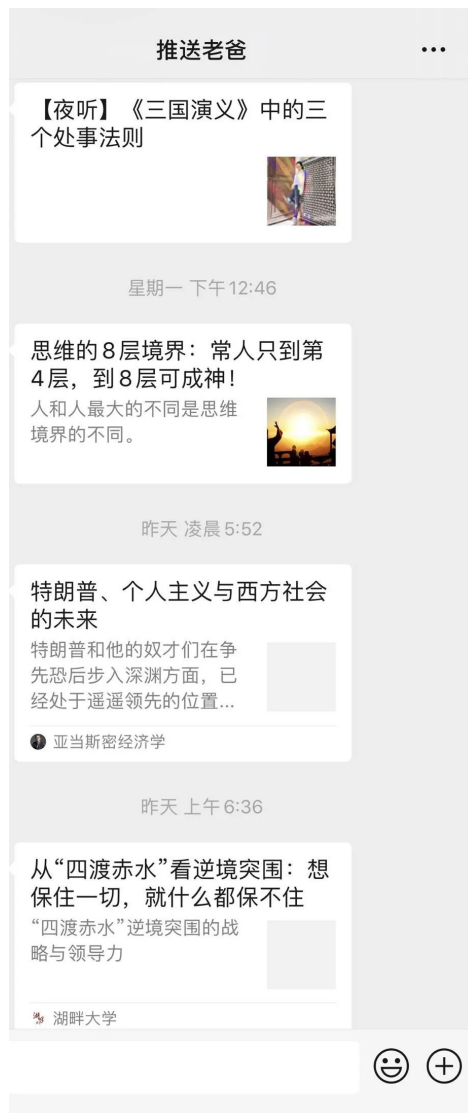 推送老爸
【夜听】《三国演义》中的三
个处事法则
星期一 下午12:46
思维的8层境界：常人只到第
4层，到8层可成神！
人和人最大的不同是思维
境界的不同。
昨天 凌晨5:52
特朗普、个人主义与西方社会
的未来
特朗普和他的奴才们在争
先恐后步入深渊方面，已
经处于遥遥领先的位置...
亚当斯密经济学
昨天 上午6:36
从“四渡赤水”看逆境突围：想
保住一切，就什么都保不住
“四渡赤水”逆境突围的战
略与领导力
湖畔大学